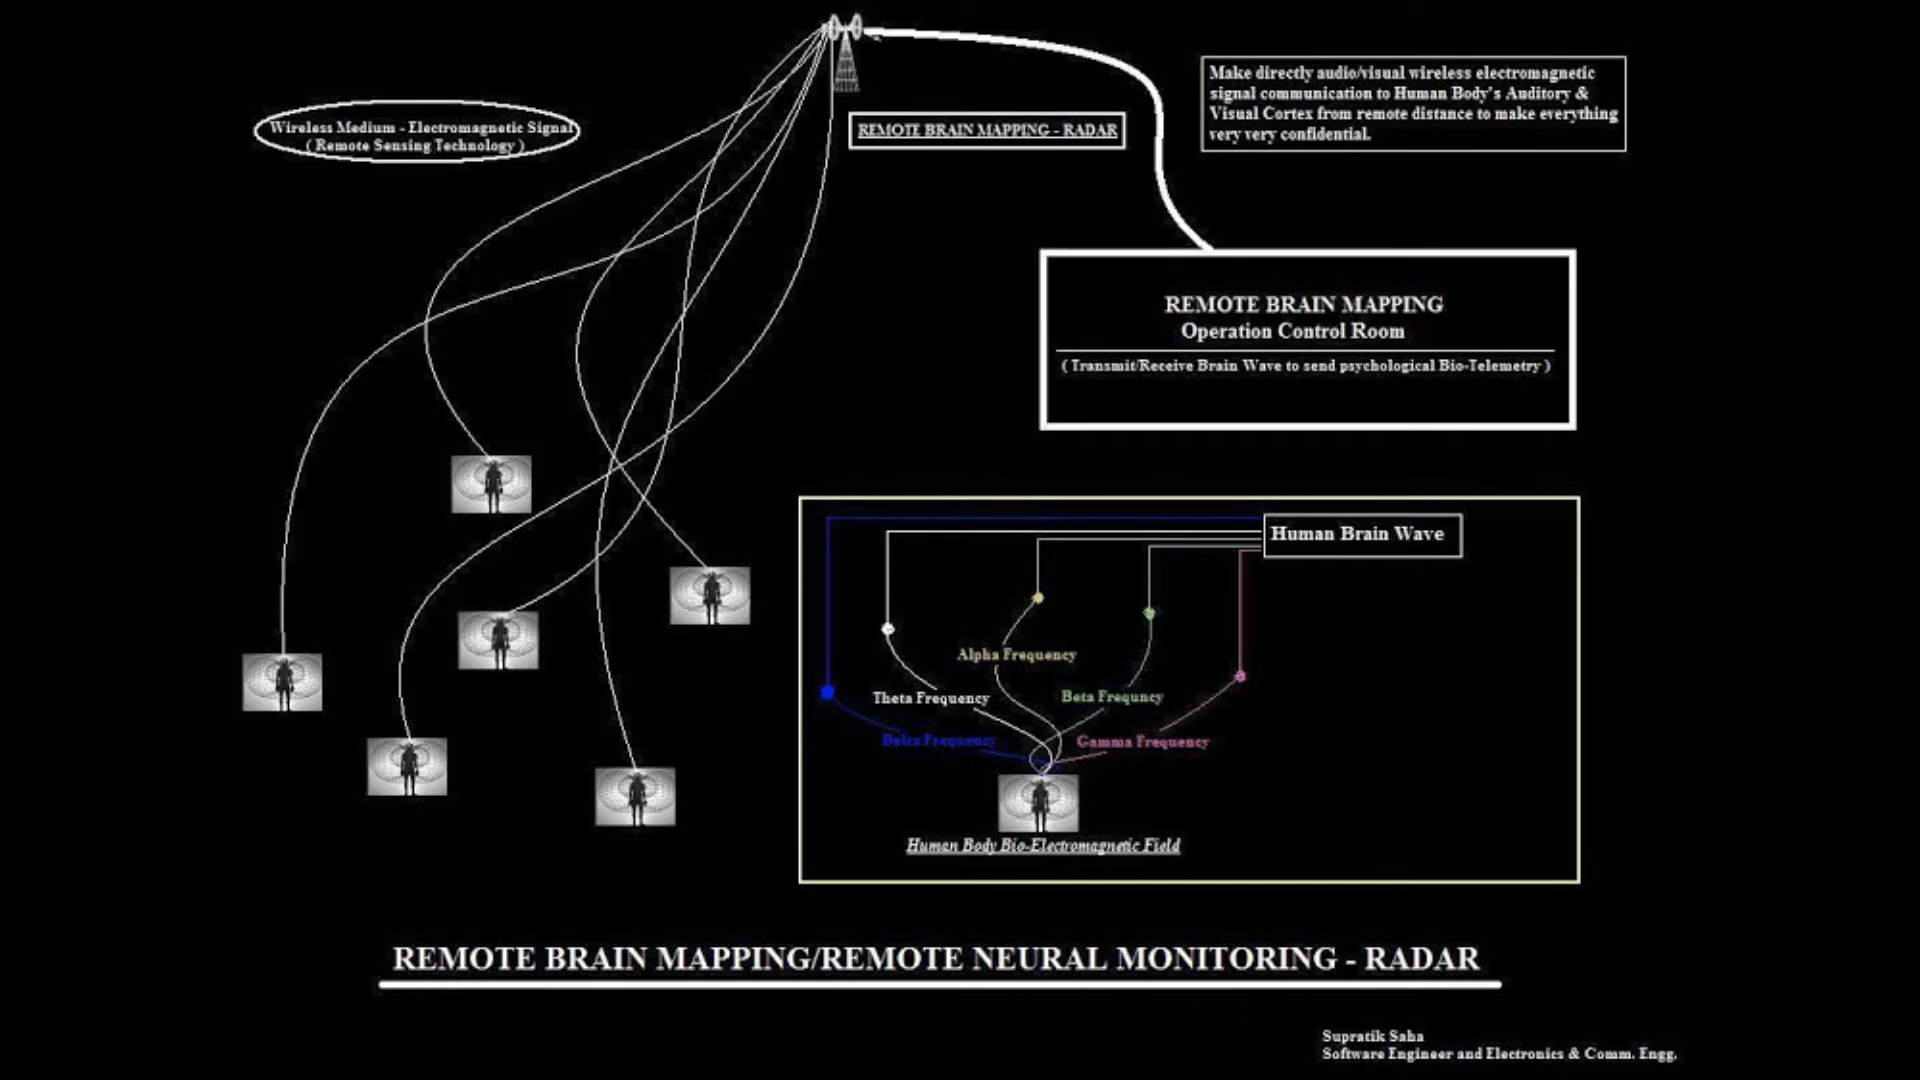 Make directly audio/visual wireless electromagnetic
signal communication to Human Body's Auditory &
Visual Cortex from remote distance to make everything
very very confidential.
Wireless Medium - Electromagnetic Signal
( Remote Sensing Technology )
REMOTE BRAIN MAPPING - RADAR
REMOTE BRAIN MAPPING
Operation Control Room
( Transmit/Receive Brain Wave to send psychological Bio-Telemetry )
Human Brain Wave
Alpha Frequency
Theta Frequency
Beta Frequncy
Delta Frequency
Gamma Frequency
Human Body Bio-Electromagnetic Field
REMOTE BRAIN MAPPING/REMOTE NEURAL MONITORING - RADAR
Supratik Saha
Software Engineer and Electronics & Comm. Engg.